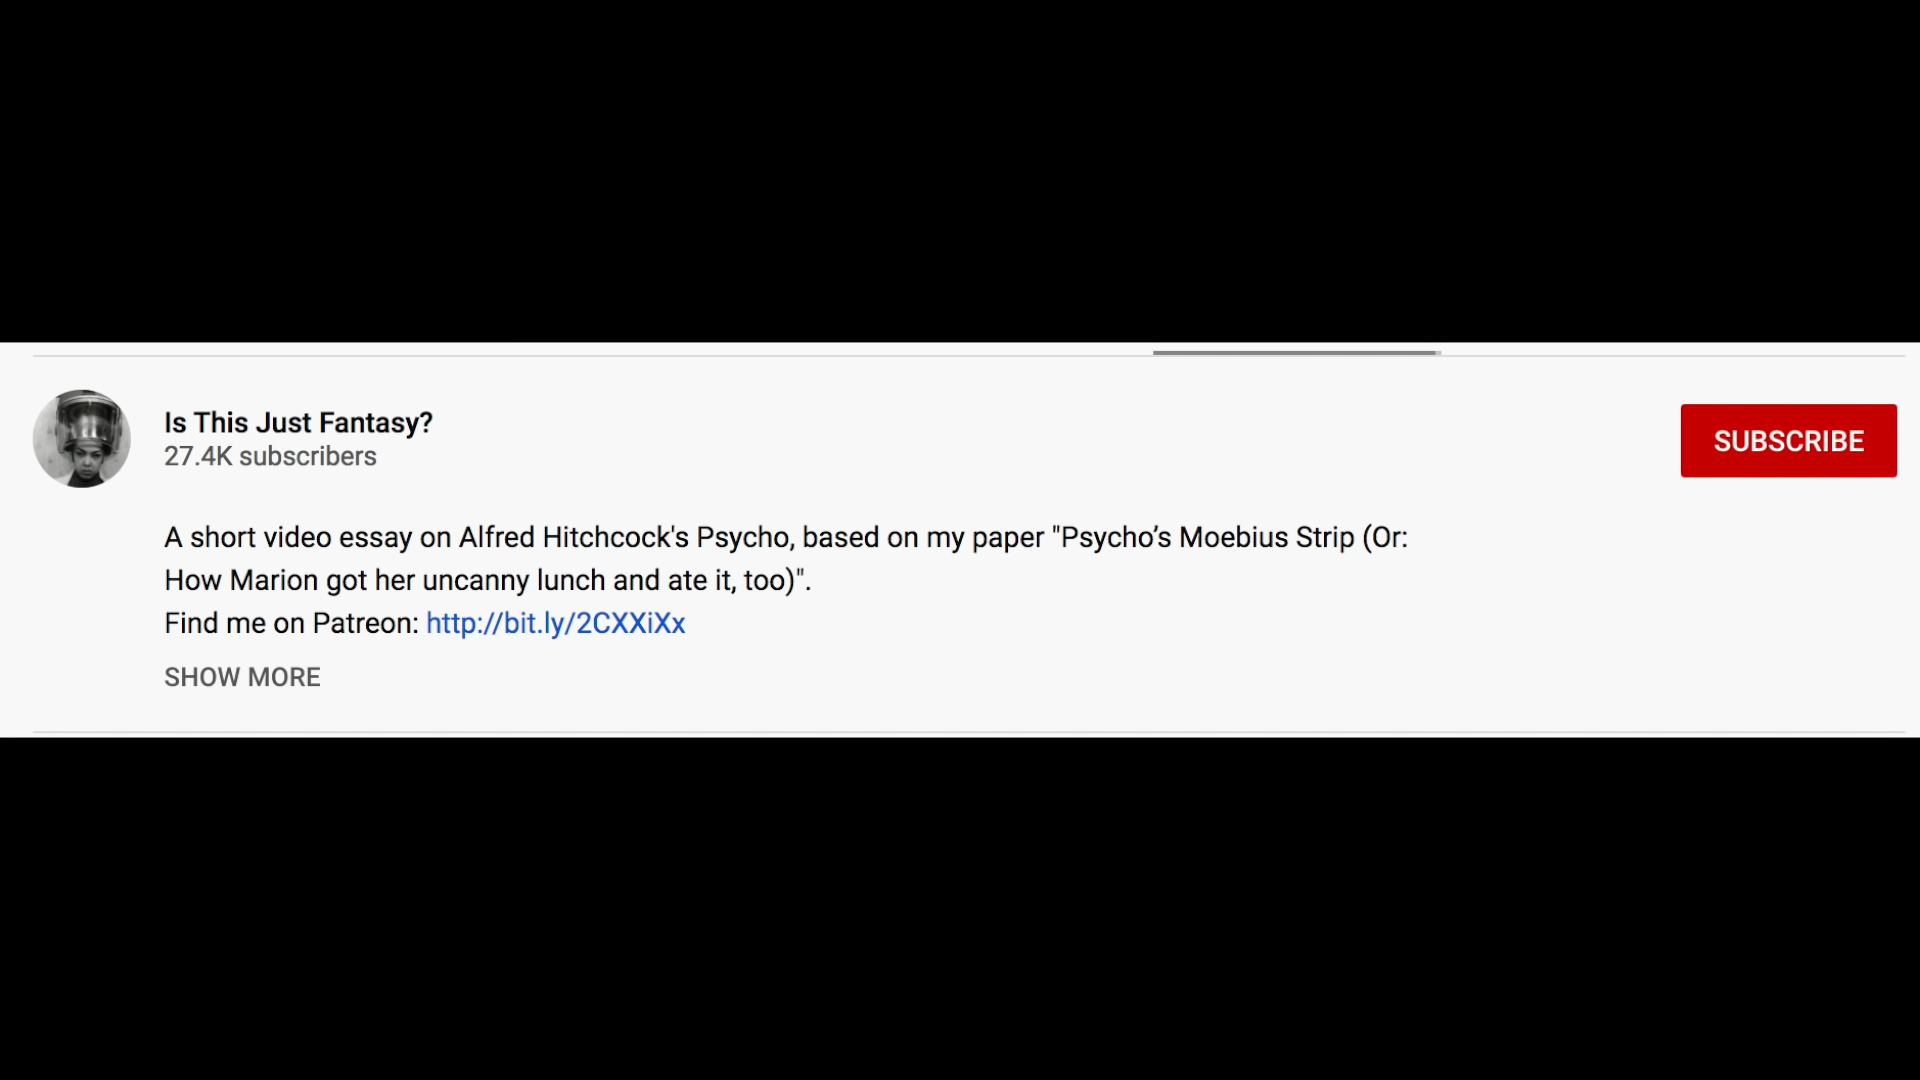 Is This Just Fantasy?
27.4K subscribers
SUBSCRIBE
A short video essay on Alfred Hitchcock's Psycho, based on my paper "Psycho’s Moebius Strip (Or:
How Marion got her uncanny lunch and ate it, too)".
Find me on Patreon: http://bit.ly/2CXXiXx
SHOW MORE